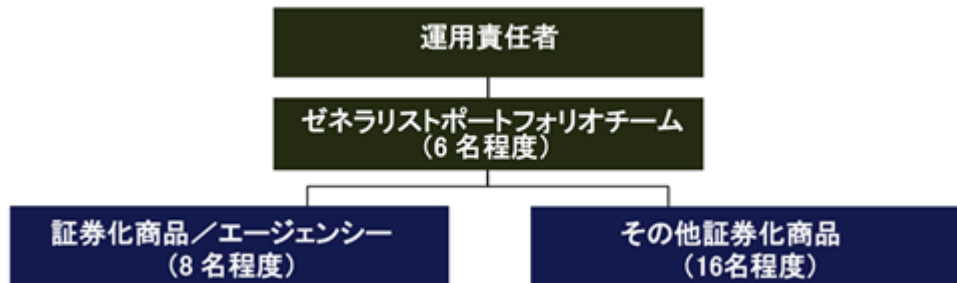 運用責任者
ゼネラリストポートフォリオチーム
(6 名程度)
証券化商品／エージェンシー
(8 名程度)
その他証券化商品
(16名程度)